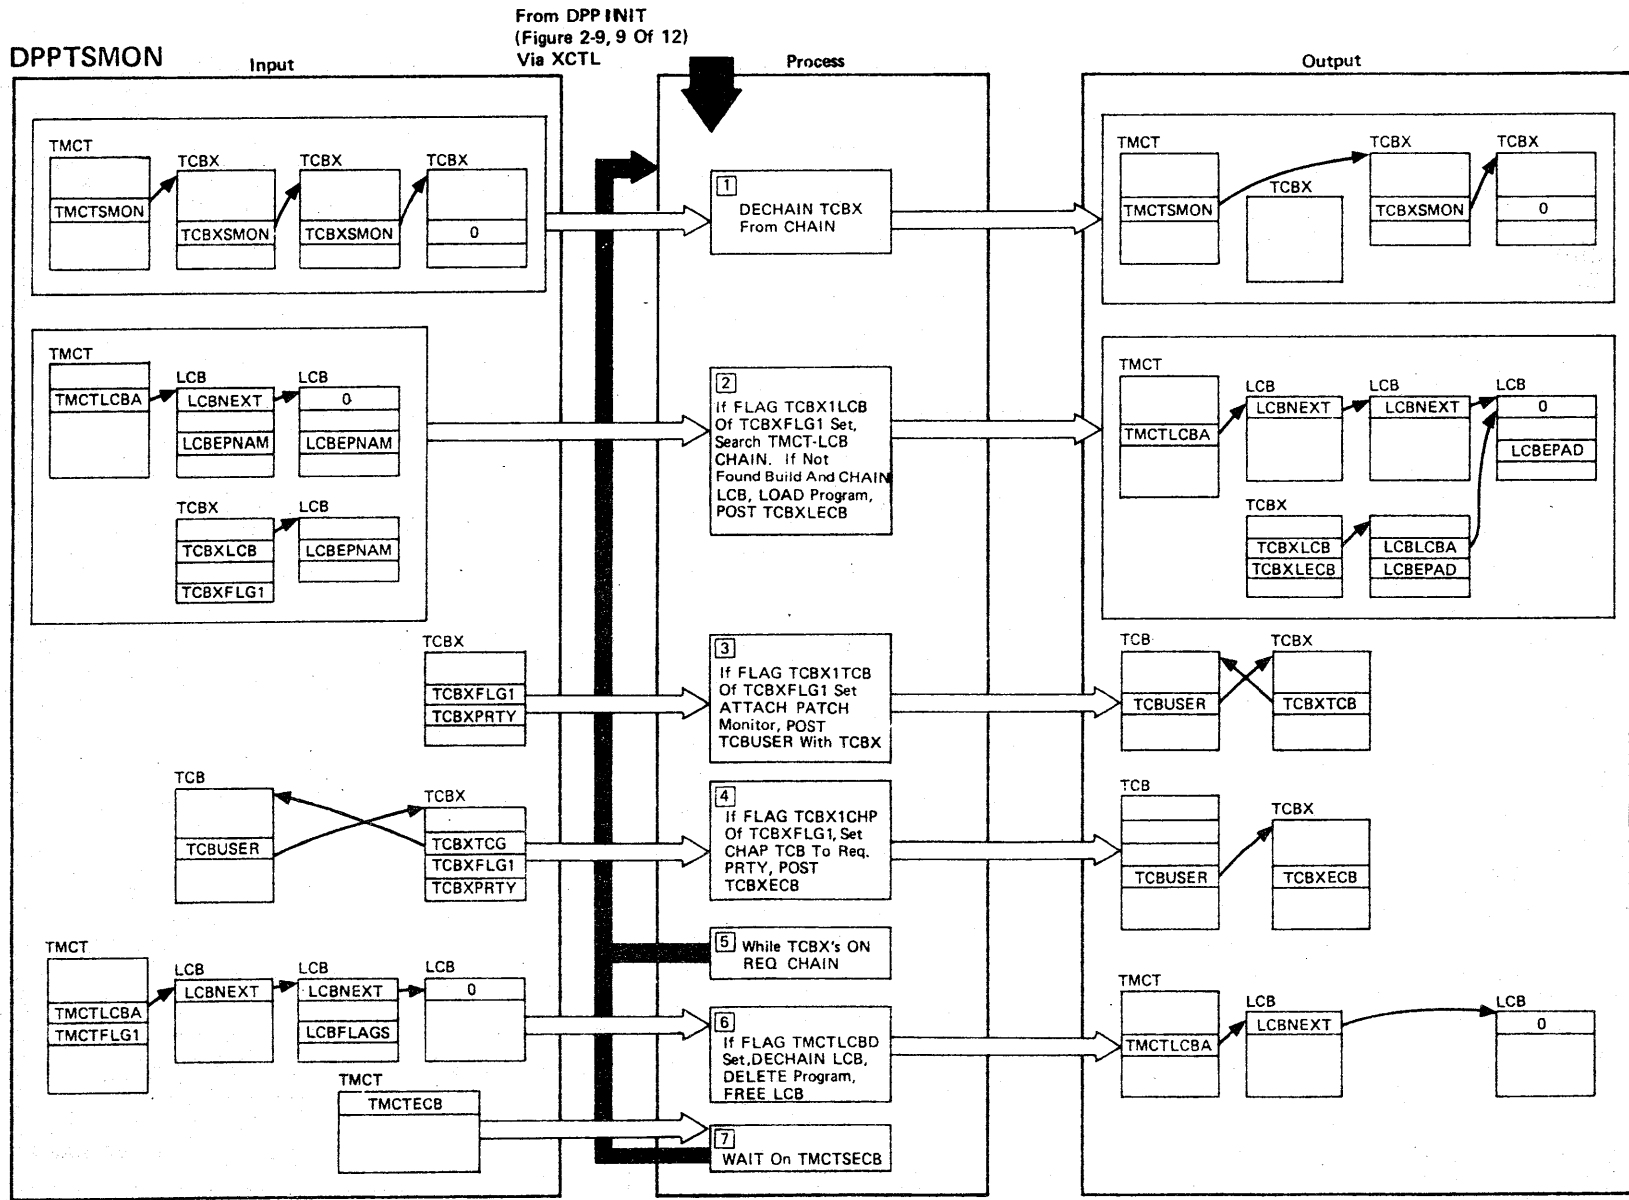 From DPPINIT
(Figure 2-9, 9 Of 12)
Via XCTL
DPPTSMON
Input
Process
Output
TMCT
TMCTSMON
TCBX
TCBXSMON
TCBX
TCBXSMON
TCBX
0
1
DECHAIN TCBX
From CHAIN
TMCT
TMCTSMON
TCBX
TCBX
TCBXSMON
TCBX
0
TMCT
TMCTLCBA
LCB
LCBNEXT
LCBEPNAM
LCB
0
LCBEPNAM
TCBX
TCBXLCB
TCBXFLG1
LCB
LCBEPNAM
2
If FLAG TCBX1LCB
Of TCBXFLG1 Set,
Search TMCT-LCB
CHAIN. If Not
Found Build And CHAIN
LCB, LOAD Program,
POST TCBXLECB
TMCT
TMCTLCBA
LCB
LCBNEXT
LCB
LCBNEXT
LCB
0
LCBEPAD
TCBX
TCBXLCB
TCBXLECB
LCBLCBA
LCBEPAD
TCBX
TCBXFLG1
TCBXPRTY
3
If FLAG TCBX1TCB
Of TCBXFLG1 Set
ATTACH PATCH
Monitor, POST
TCBUSER With TCBX
TCB
TCBUSER
TCBX
TCBXTCB
TCB
TCBUSER
TCBX
TCBXTCG
TCBXFLG1
TCBXPRTY
4
If FLAG TCBX1CHP
Of TCBXFLG1, Set
CHAP TCB To Req.
PRTY, POST
TCBXECB
TCB
TCBUSER
TCBX
TCBXECB
5
While TCBX's ON
REQ CHAIN
TMCT
TMCTLCBA
TMCTFLG1
LCB
LCBNEXT
LCB
LCBNEXT
LCBFLAGS
LCB
0
6
If FLAG TMCTLCBD
Set,DECHAIN LCB,
DELETE Program,
FREE LCB
TMCT
TMCTLCBA
LCB
LCBNEXT
LCB
0
TMCT
TMCTECB
7
WAIT On TMCTSECB